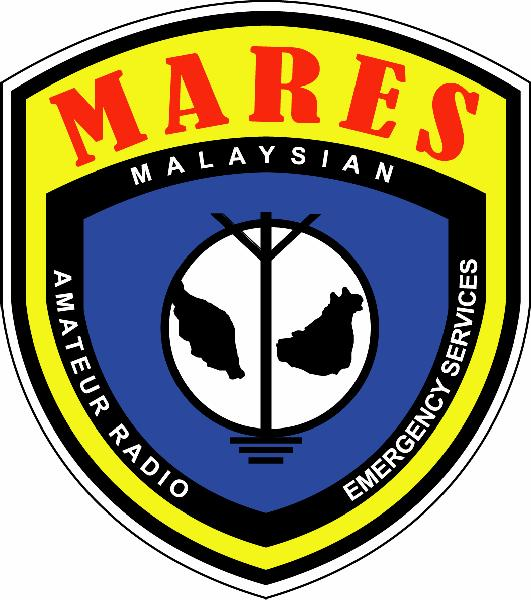 MARES
MALAYSIAN
AMATEUR RADIO
EMERGENCY SERVICES